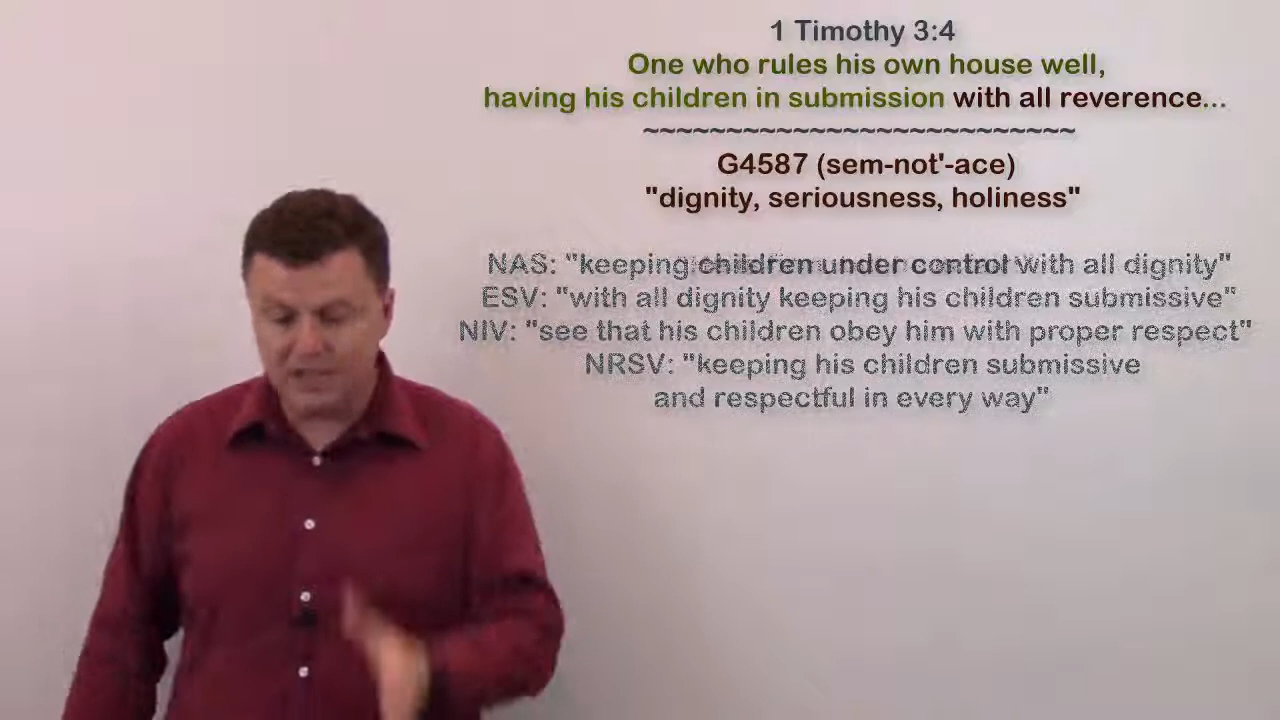 1 Timothy 3:4
One who rules his own house well,
having his children in submission with all reverence...
~~~~~~~~~~~~~~~~~~~~~~~~~~
G4587 (sem-not'-ace)
"dignity, seriousness, holiness"
NAS: "keeping children under control with all dignity"
ESV: "with all dignity keeping his children submissive"
NIV: "see that his children obey him with proper respect"
NRSV: "keeping his children submissive
and respectful in every way"